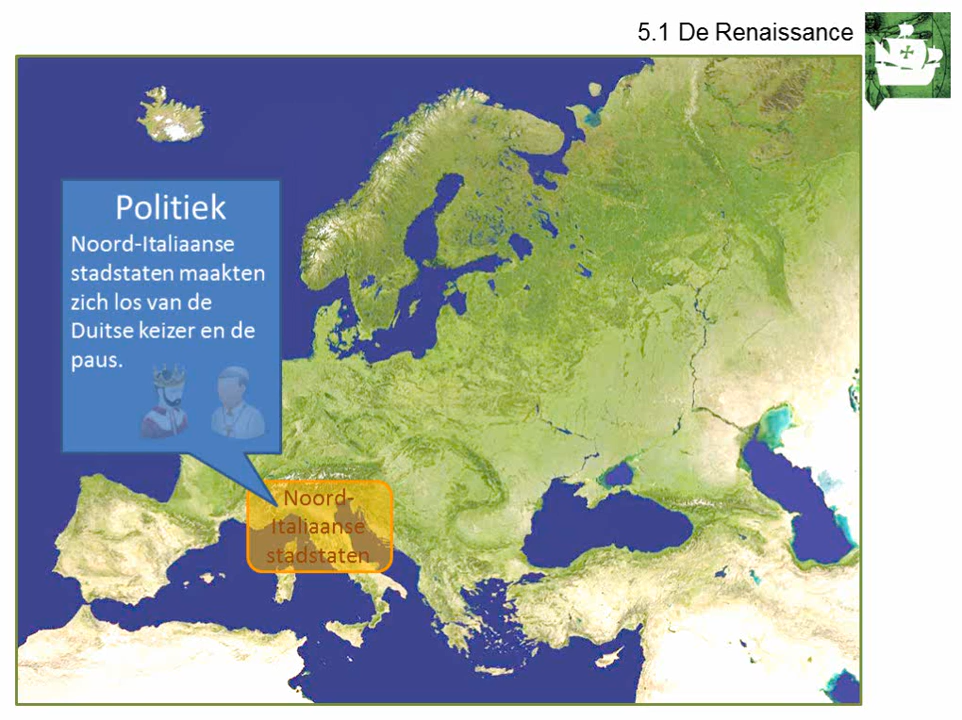 5.1 De Renaissance
Politiek
Noord-Italiaanse
stadstaten maakten
zich los van de
Duitse keizer en de
paus.
Noord-
Italiaanse
stadstaten